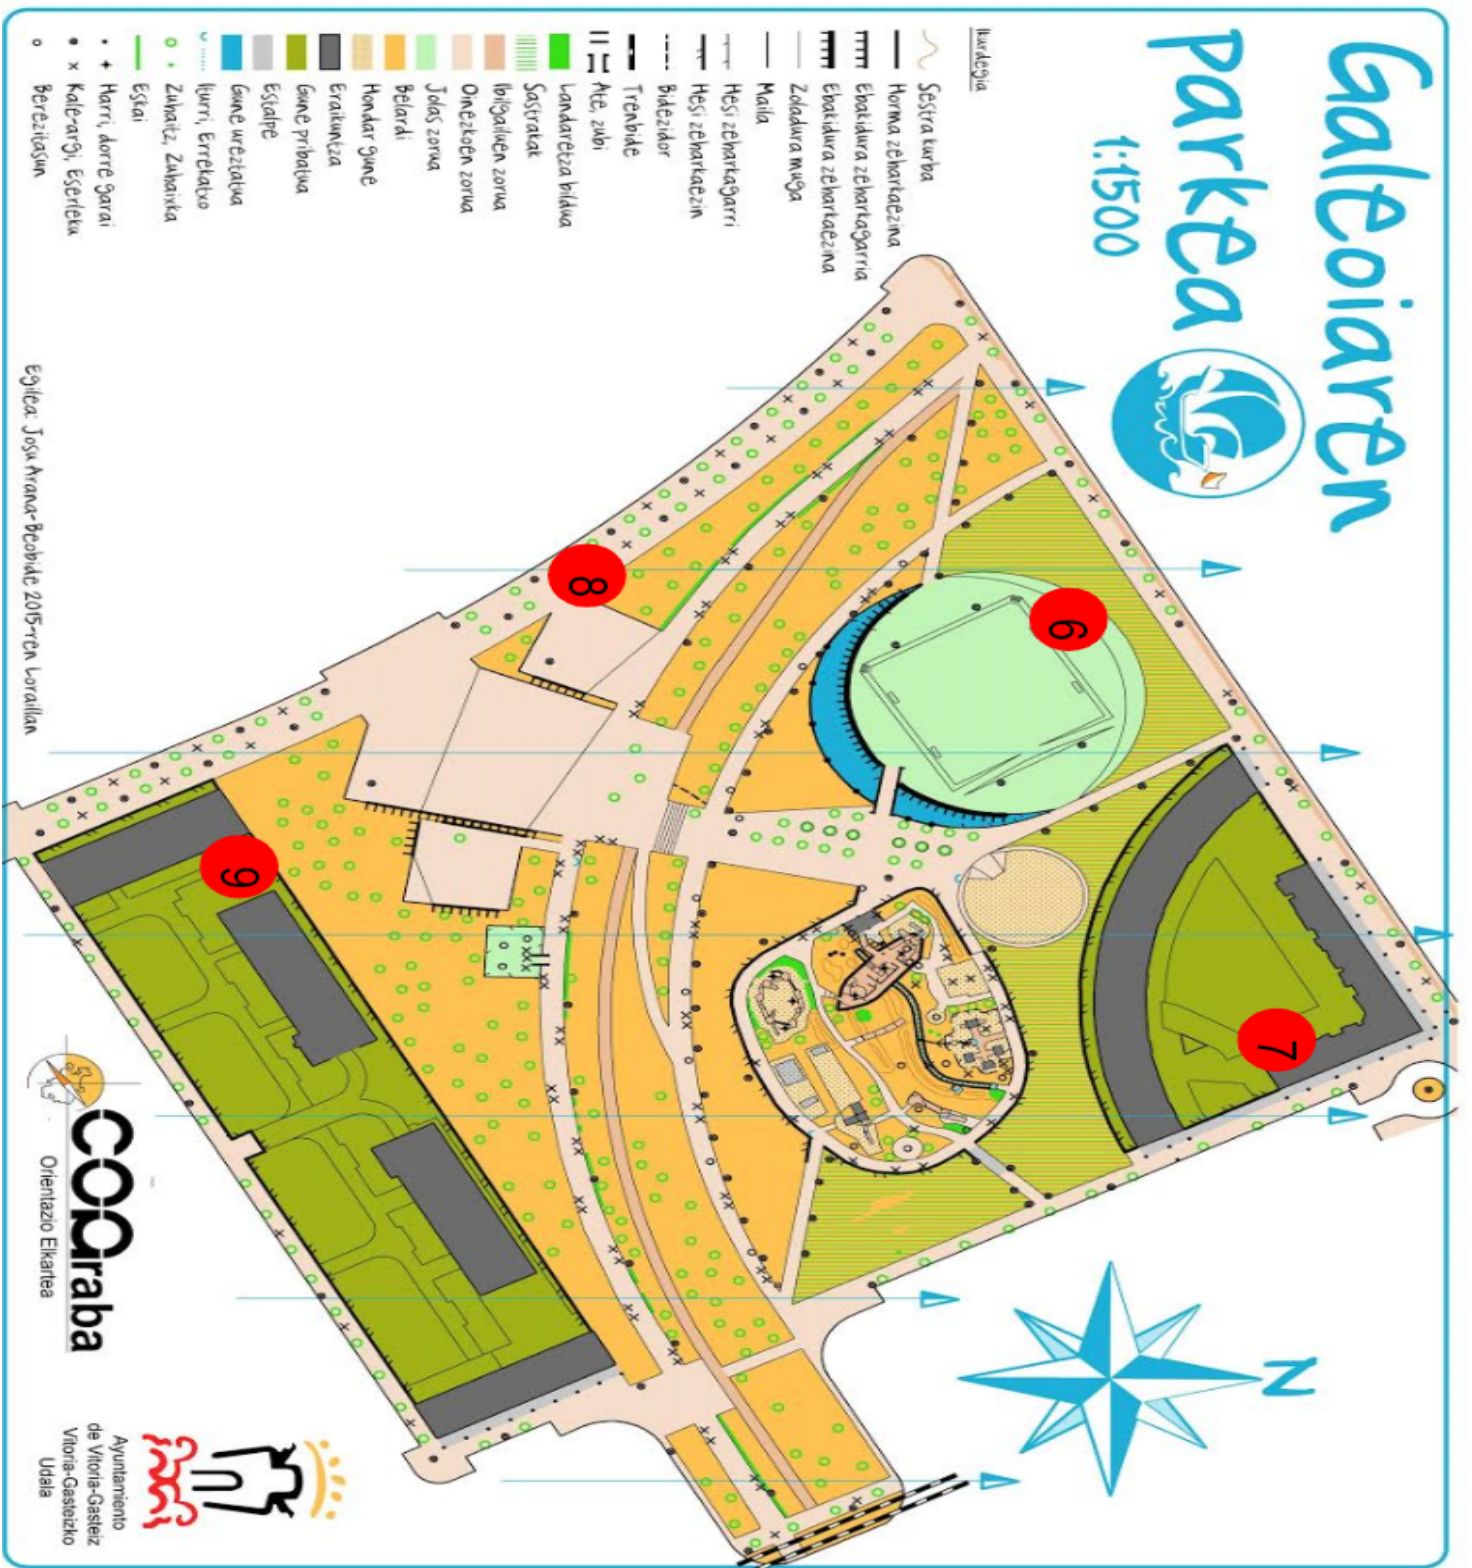 Galeoiaren
parkea
1:1500
Ikurdegia
Sestra kurba
Horma zeharkaezina
Ebakidura zeharkagarria
Ebakidura zeharkaezina
Zoladura muga
Maila
Hesi zeharkagarri
Hesi zeharkaezin
Bidezidor
Trenbide
Ate, zubi
Landaretza bildua
Sastrakak
Ibilgailuen zorua
Oinezkoen zorua
Jolas zorua
Belardi
Hondar gune
Eraikuntza
Gune pribatua
Estalpe
Gune ureztatua
Iturri, Errekatxo
Zuhaitz, Zuhaixka
Eskai
Harri, dorre garai
Kale-argi, Eserleku
Berezitasun
Egilea: Josu Arana-Beobide 2015-ren Loraillan
6
7
8
9
N
COAraba
Orientazio Elkartea
Ayuntamiento
de Vitoria-Gasteiz
Vitoria-Gasteizko
Udala